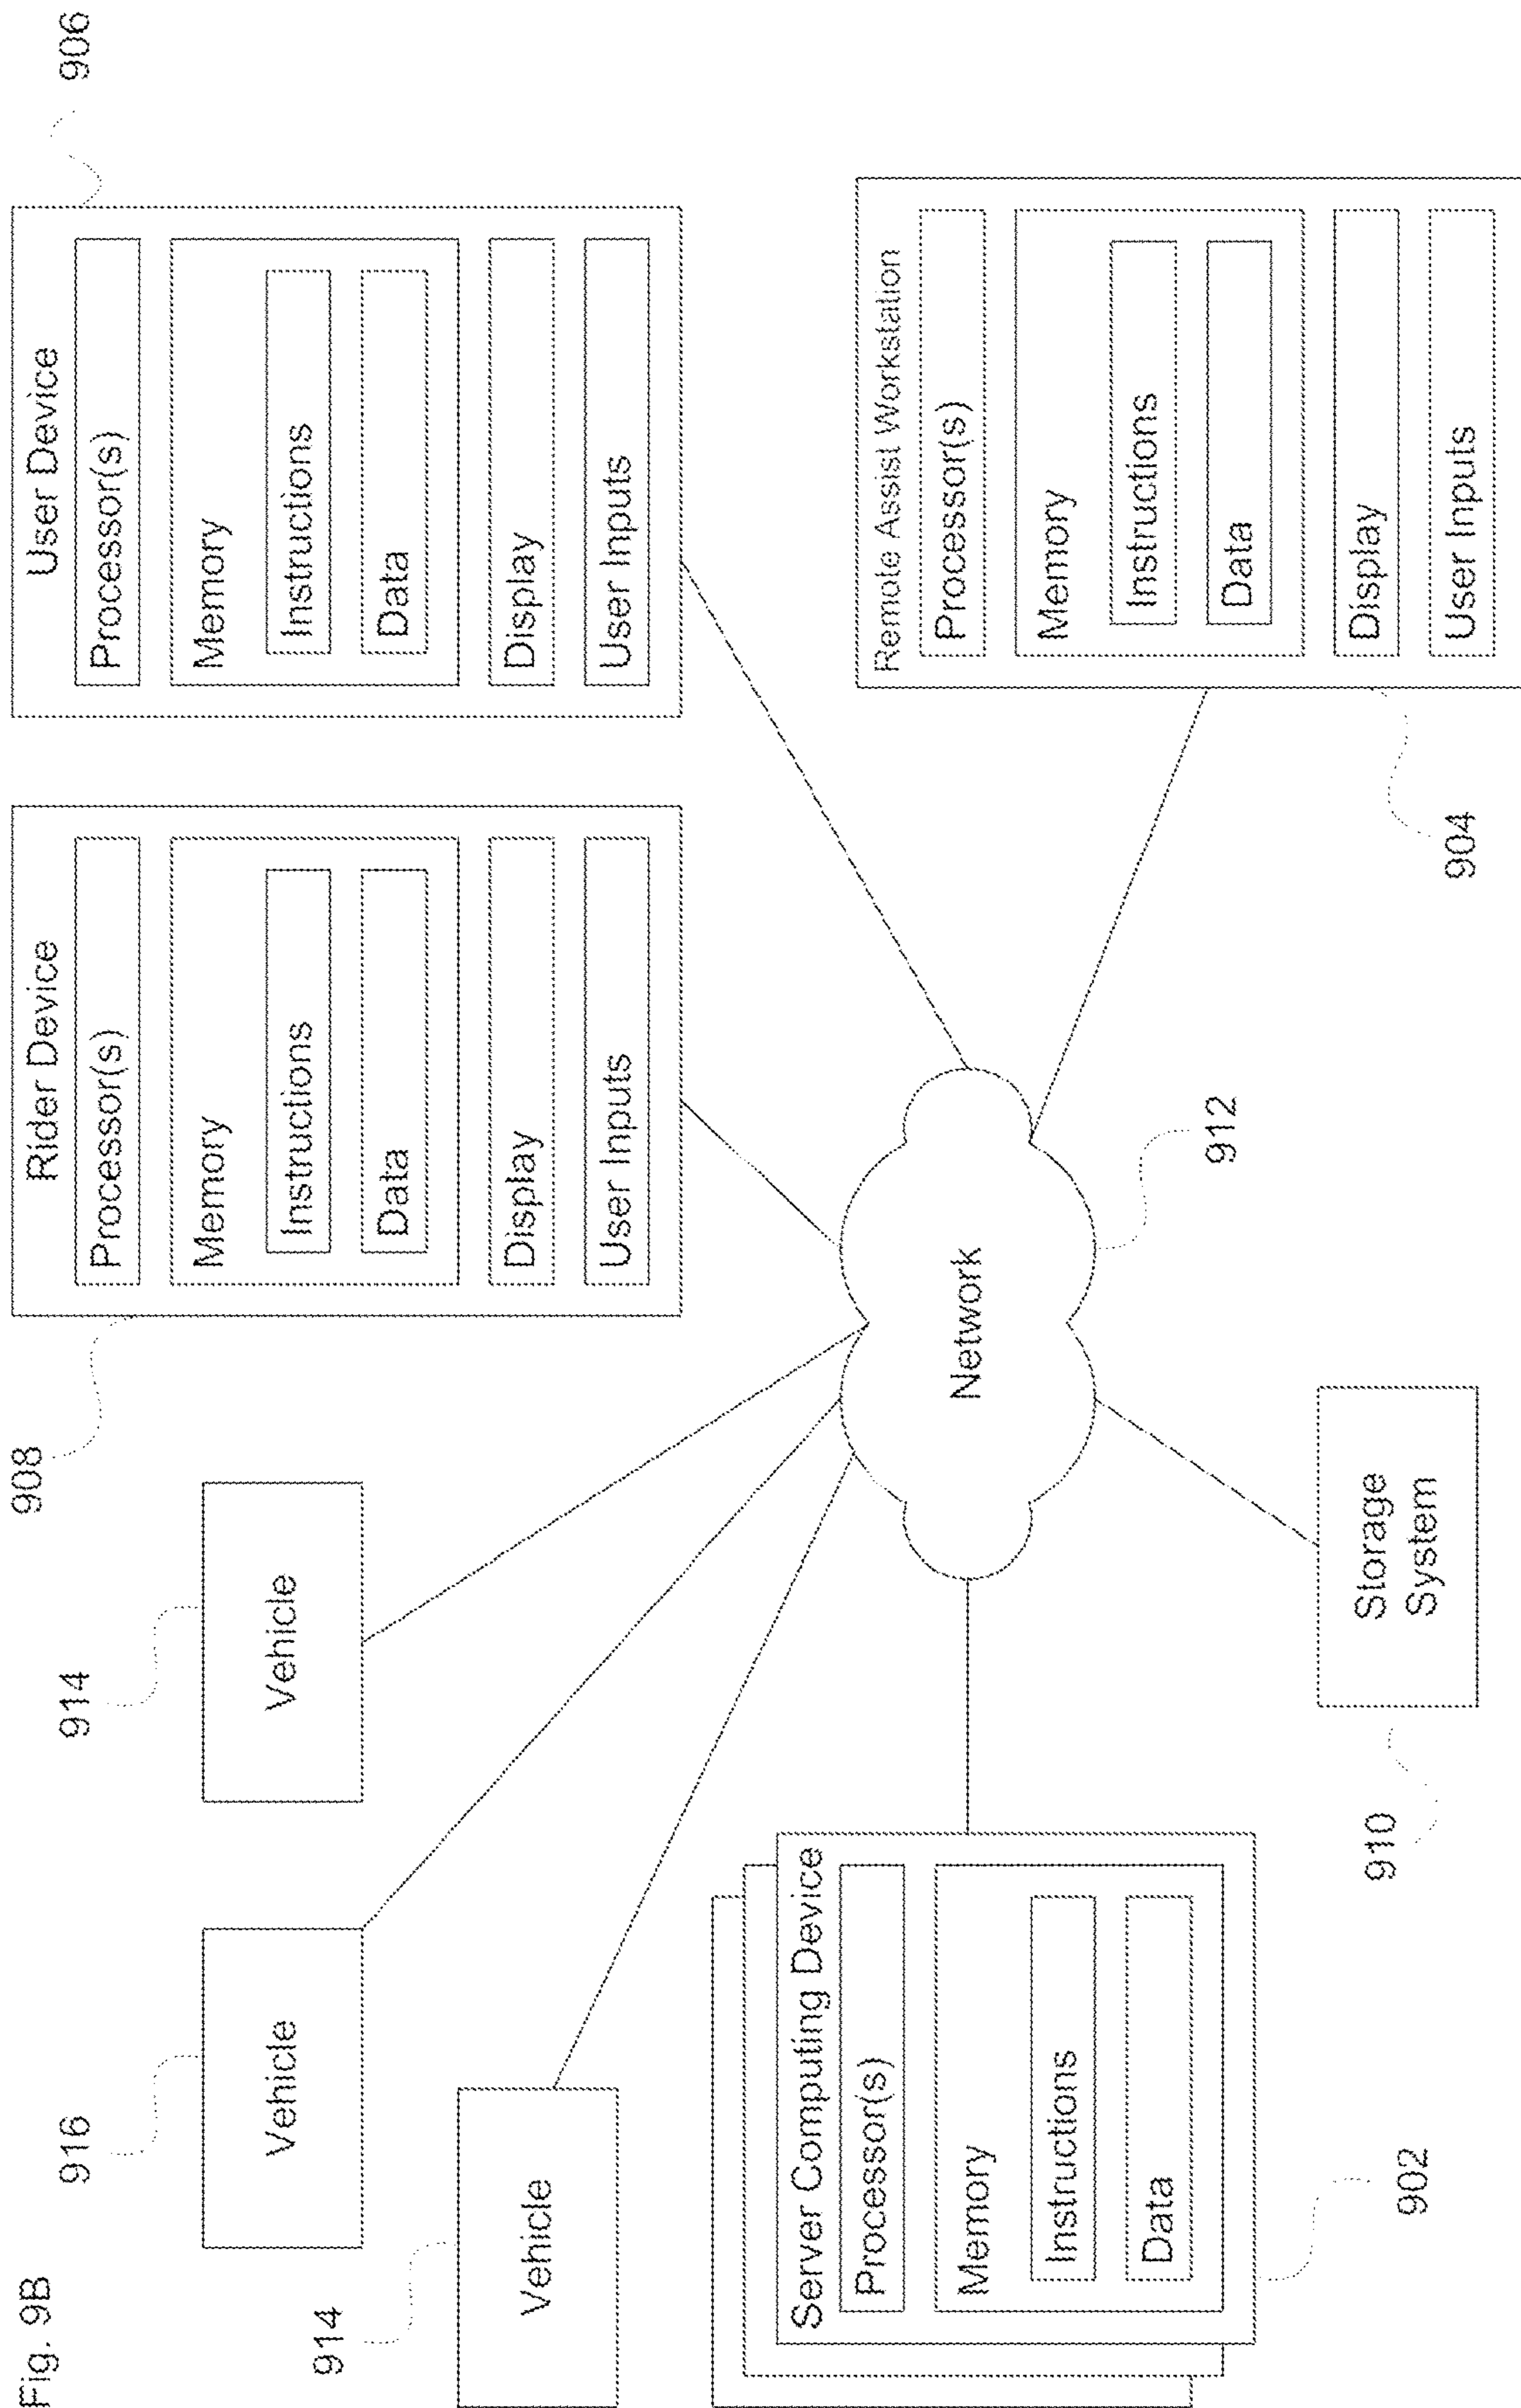 Fig. 9B
916
Vehicle
914
Vehicle
914
Vehicle
908
Rider Device
Processor(s)
Memory
Instructions
Data
Display
User Inputs
906
User Device
Processor(s)
Memory
Instructions
Data
Display
User Inputs
Server Computing Device
Processor(s)
Memory
Instructions
Data
902
Network
912
Storage
System
910
Remote Assist Workstation
Processor(s)
Memory
Instructions
Data
Display
User Inputs
904